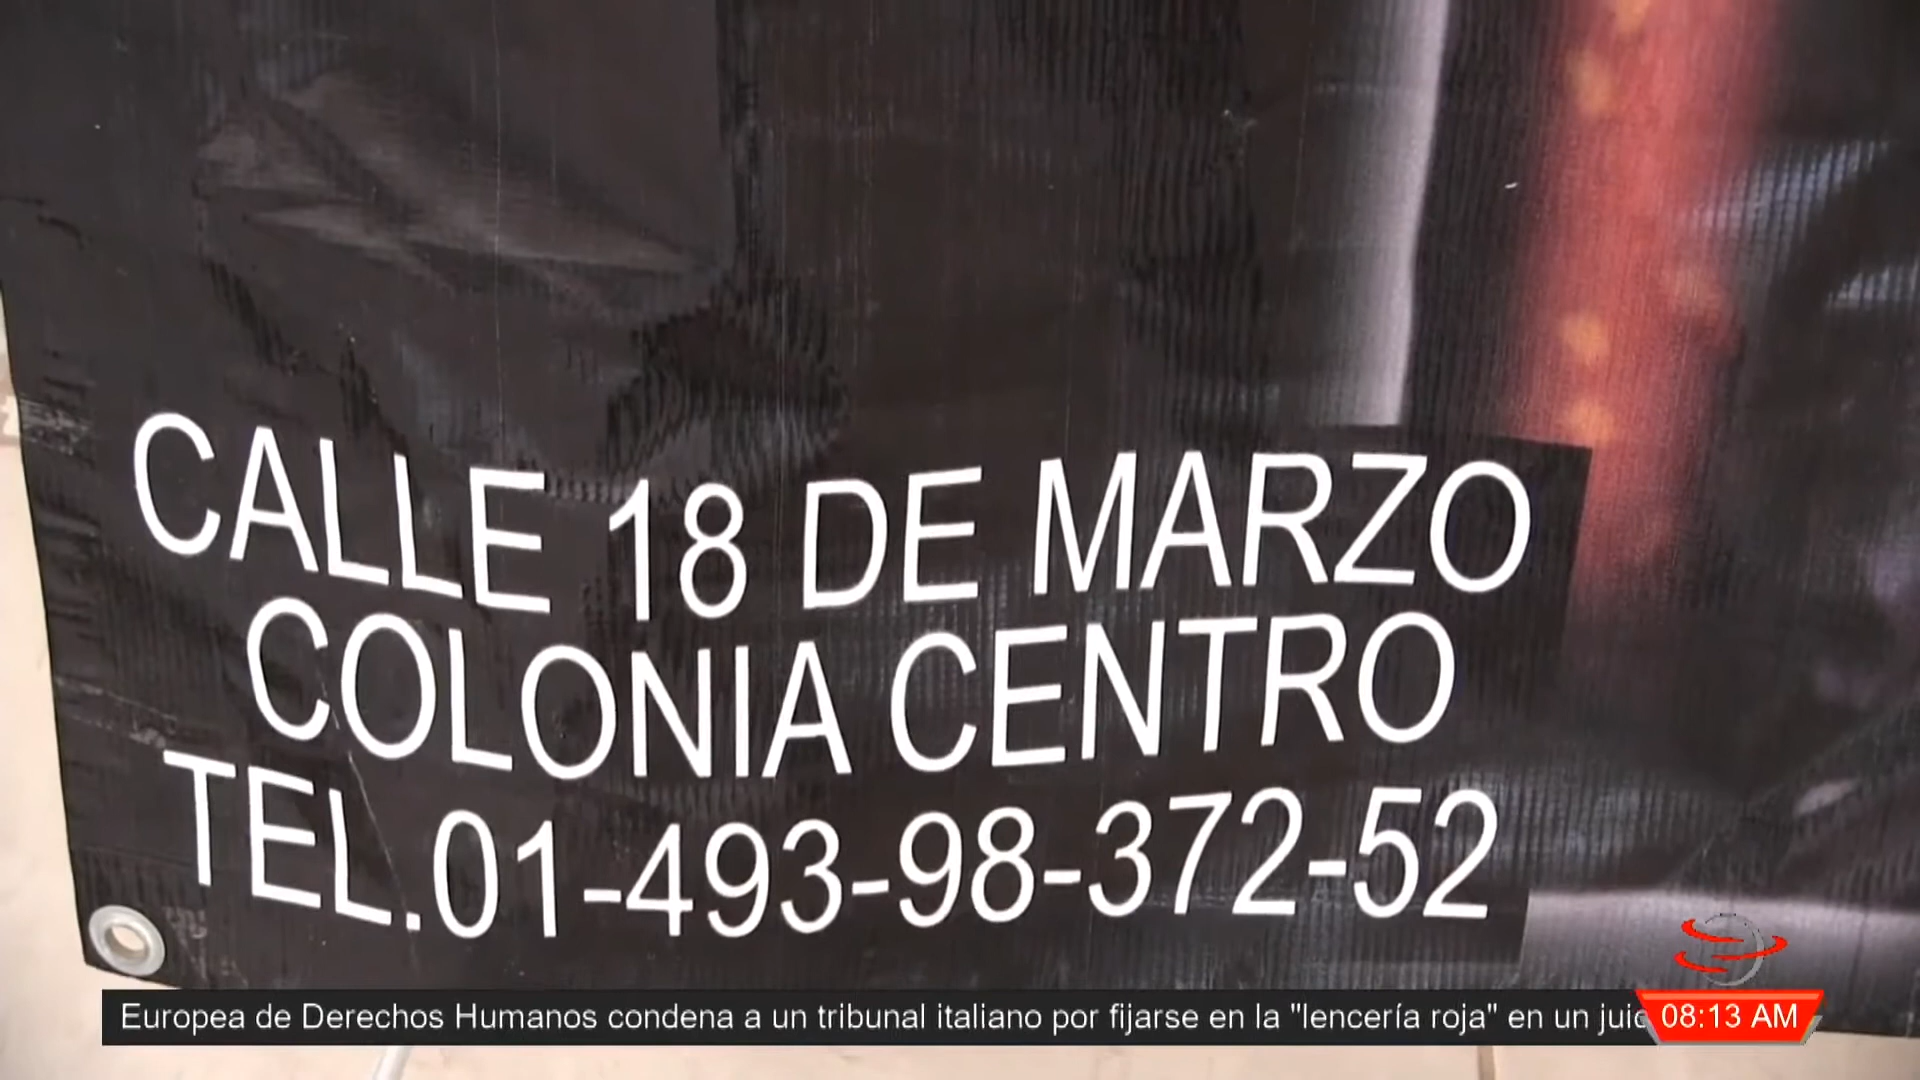 CALLE 18 DE MARZO
COLONIA CENTRO
TEL.01-493-98-372-52
Europea de Derechos Humanos condena a un tribunal italiano por fijarse en la "lencería roja" en un
08:13 AM